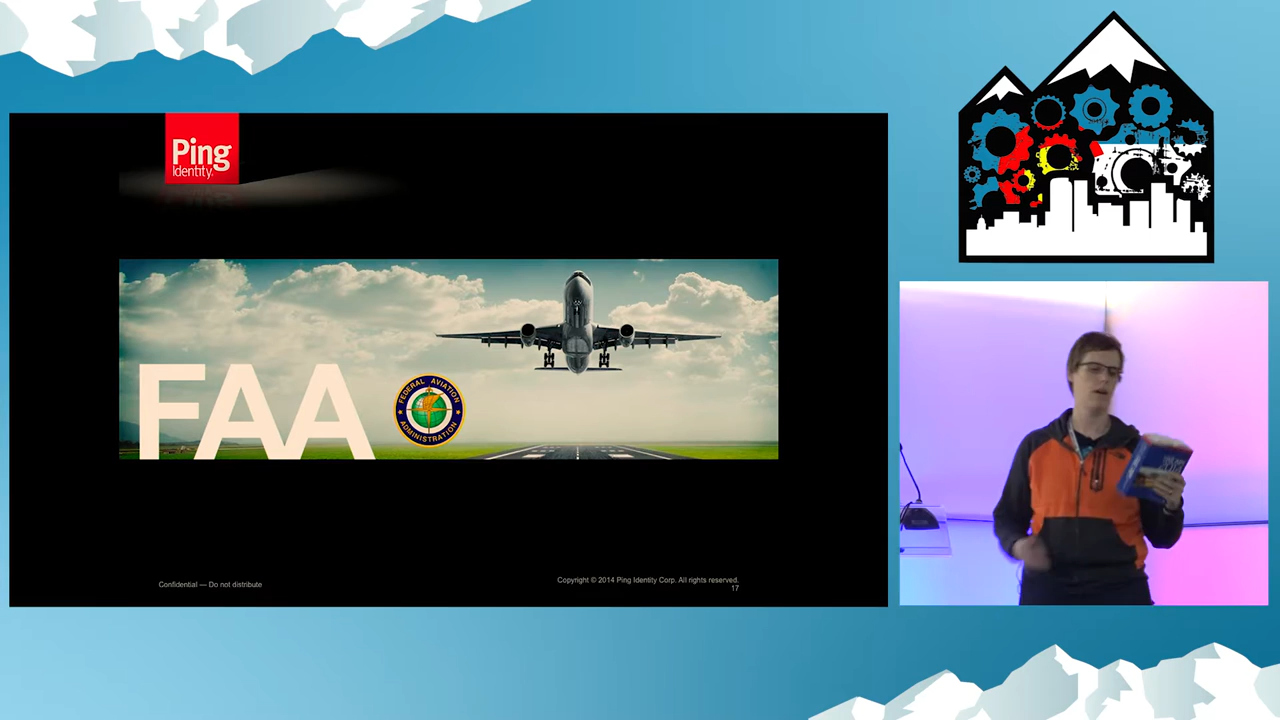 Ping
Identity.
FAA
FEDERAL AVIATION
ADMINISTRATION
Confidential — Do not distribute
Copyright © 2014 Ping Identity Corp. All rights reserved.
17